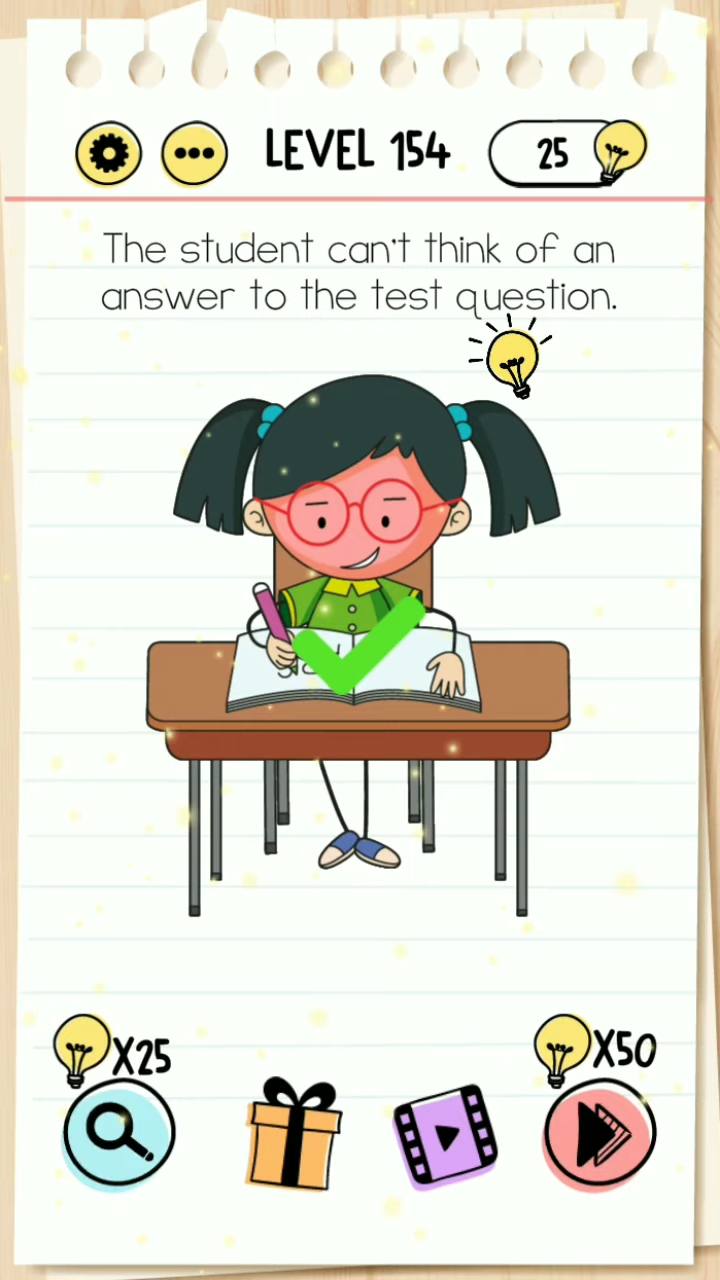 LEVEL 154
25
The student can't think of an
answer to the test question.
X25
X50